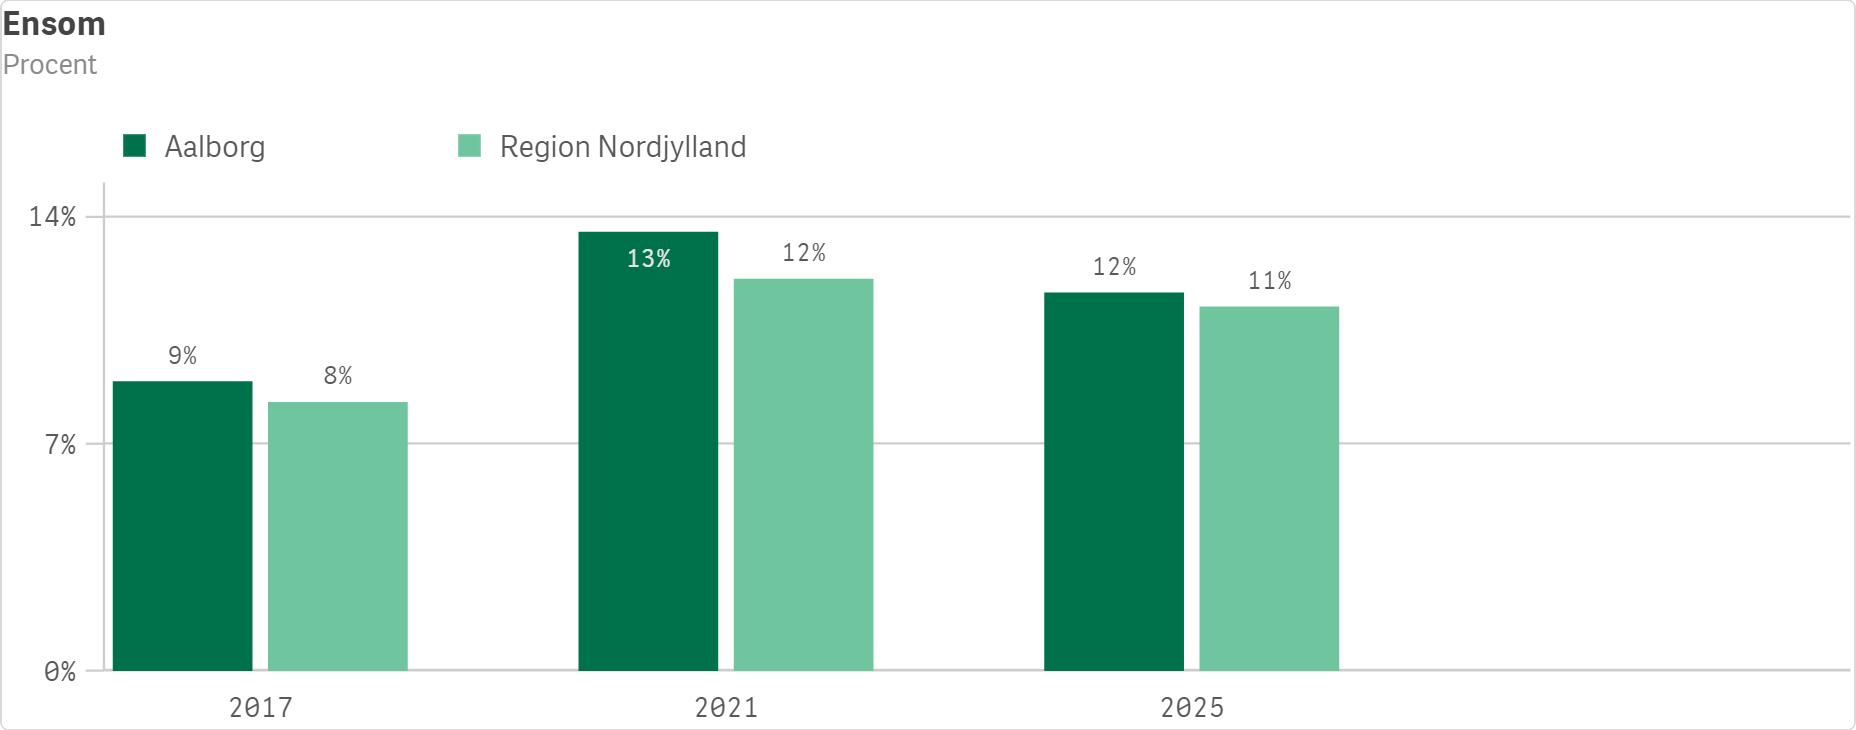 Ensom
Procent
Aalborg Region Nordjylland
14%
13%
12%
12%
11%
9%
8%
7%
0%
2017 2021 2025